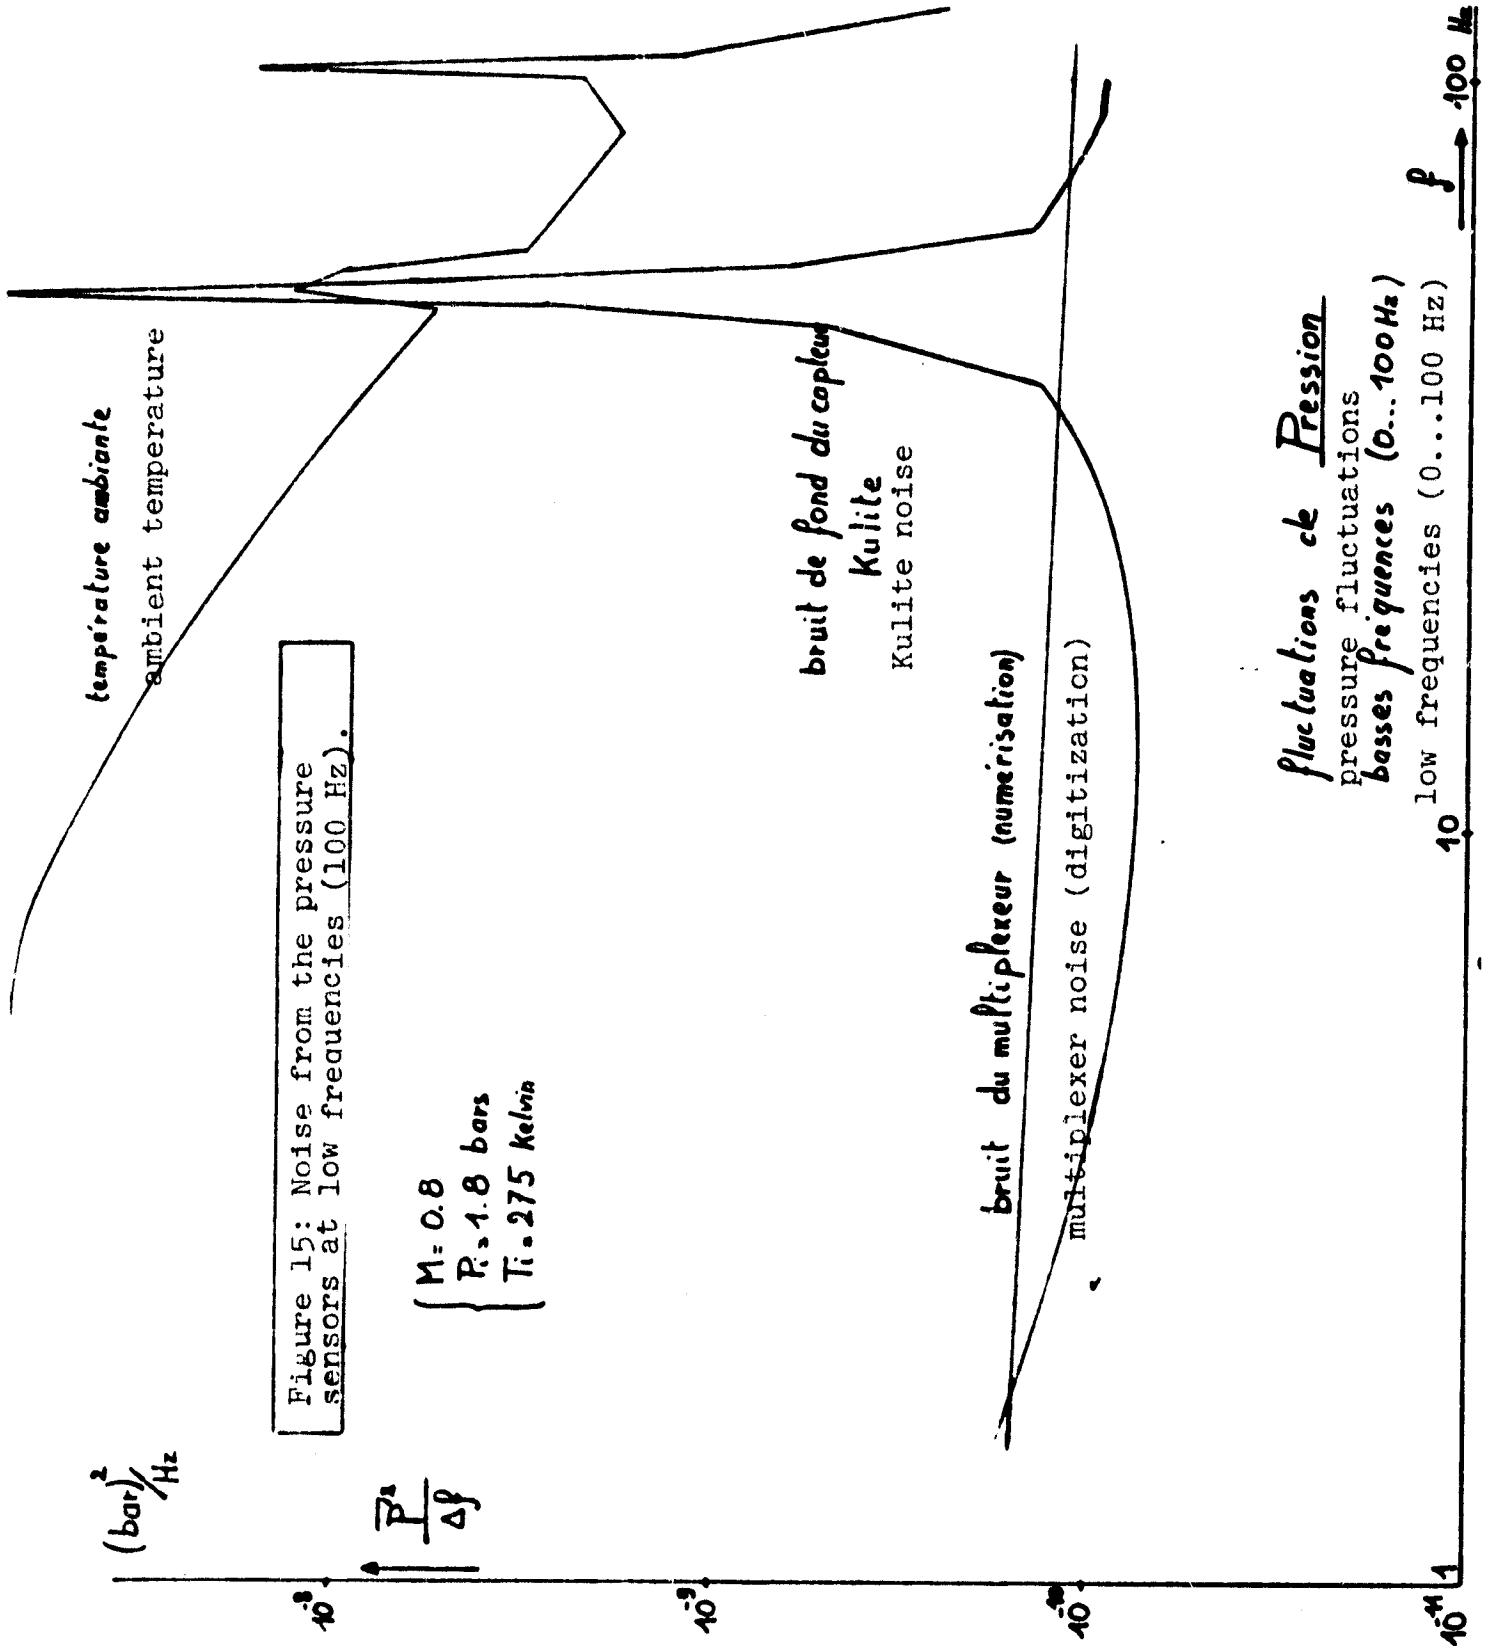 (bar)²/Hz
P²
Δf
10⁻⁸
10⁻⁹
10⁻¹⁰
10⁻¹¹
1
10
100 Hz
f
température ambiante
ambient temperature
Figure 15: Noise from the pressure
sensors at low frequencies (100 Hz).
M = 0.8
Pi = 1.8 bars
Ti = 275 Kelvin
bruit de fond du capteur
Kulite
Kulite noise
bruit du multiplexeur (numérisation)
multiplexer noise (digitization)
fluctuations de Pression
pressure fluctuations
basses fréquences (0...100 Hz)
low frequencies (0...100 Hz)